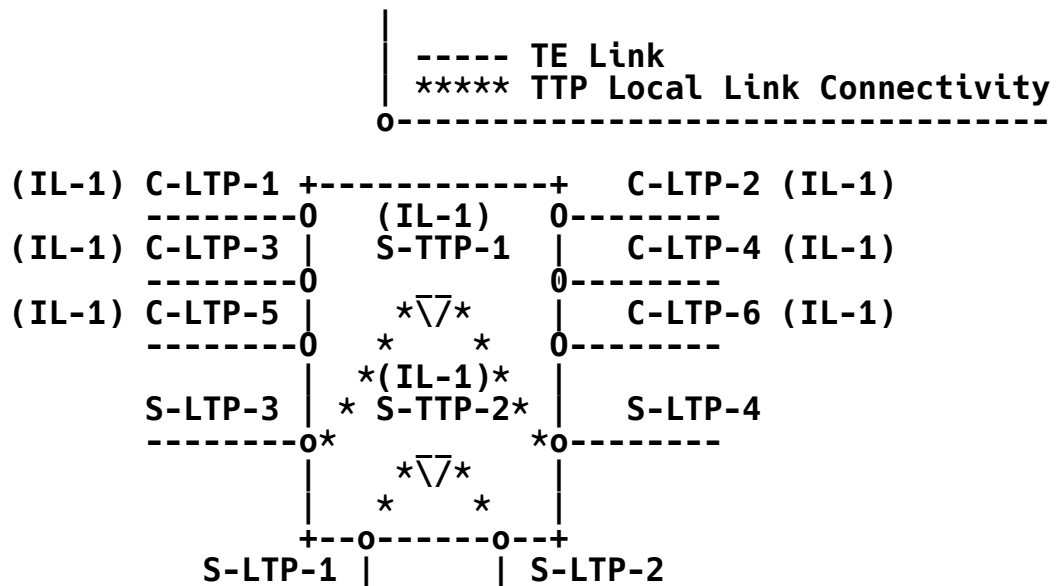 |
| ----- TE Link
| ***** TTP Local Link Connectivity
o----------------------------------
(IL-1) C-LTP-1 +------------+ C-LTP-2 (IL-1)
--------O (IL-1) O--------
(IL-1) C-LTP-3 | S-TTP-1 | C-LTP-4 (IL-1)
--------O O--------
(IL-1) C-LTP-5 | *\/* | C-LTP-6 (IL-1)
--------O * * O--------
| *(IL-1)* |
S-LTP-3 | * S-TTP-2* | S-LTP-4
--------o* *o--------
| *\/* |
| * * |
+--o------o--+
S-LTP-1 | | S-LTP-2